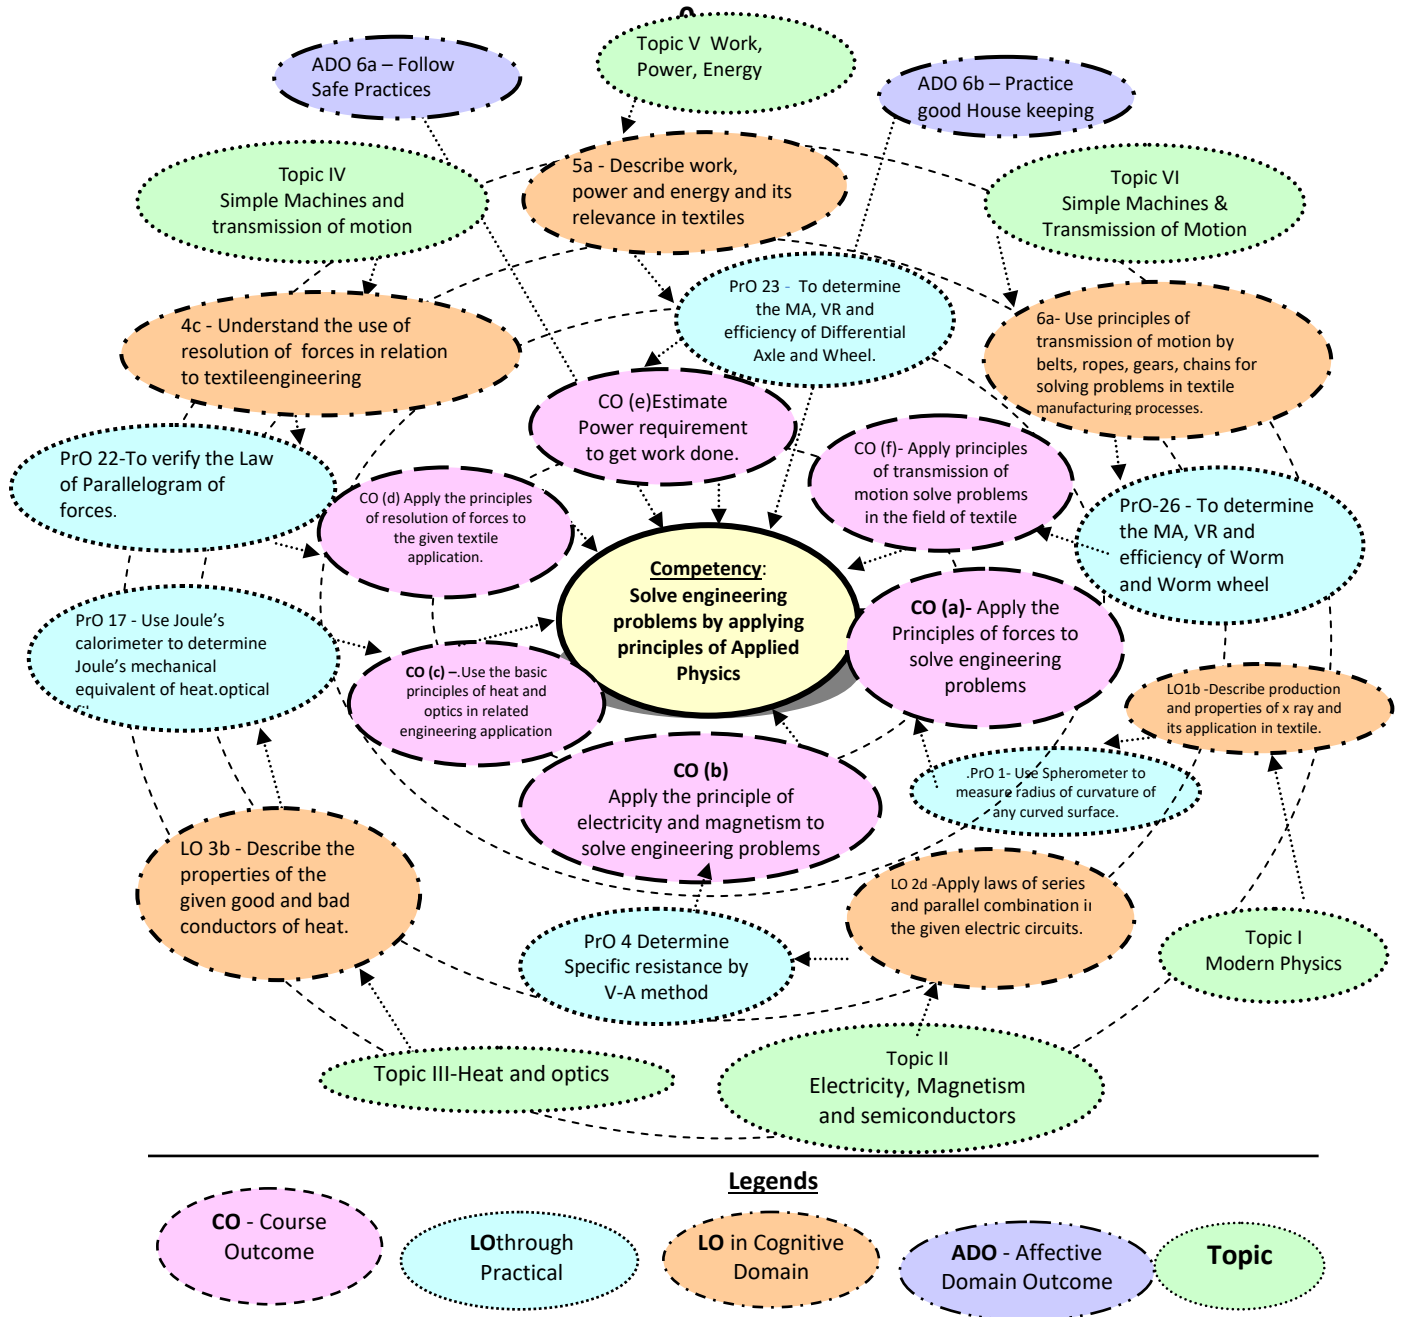 Topic V  Work,
Power, Energy
ADO 6a – Follow
Safe Practices
ADO 6b – Practice
good House keeping
Topic IV
Simple Machines and
transmission of motion
5a - Describe work,
power and energy and its
relevance in textiles
Topic VI
Simple Machines &
Transmission of Motion
PrO 23 -  To determine
the MA, VR and
efficiency of Differential
Axle and Wheel.
4c - Understand the use of
resolution of  forces in relation
to textileengineering
6a- Use principles of
transmission of motion by
belts, ropes, gears, chains for
solving problems in textile
manufacturing processes.
CO (e)Estimate
Power requirement
to get work done.
CO (f)- Apply principles
of transmission of
motion solve problems
in the field of textile
PrO 22-To verify the Law
of Parallelogram of
forces.
CO (d) Apply the principles
of resolution of forces to
the given textile
application.
PrO-26 - To determine
the MA, VR and
efficiency of Worm
and Worm wheel
Competency:
Solve engineering
problems by applying
principles of Applied
Physics
CO (a)- Apply the
Principles of forces to
solve engineering
problems
PrO 17 - Use Joule’s
calorimeter to determine
Joule’s mechanical
equivalent of heat.optical
CO (c) –.Use the basic
principles of heat and
optics in related
engineering application
LO1b -Describe production
and properties of x ray and
its application in textile.
.PrO 1- Use Spherometer to
measure radius of curvature of
any curved surface.
CO (b)
Apply the principle of
electricity and magnetism to
solve engineering problems
LO 3b - Describe the
properties of the
given good and bad
conductors of heat.
LO 2d -Apply laws of series
and parallel combination
the given electric circuits.
PrO 4 Determine
Specific resistance by
V-A method
Topic I
Modern Physics
Topic III-Heat and optics
Topic II
Electricity, Magnetism
and semiconductors
Legends
CO - Course
Outcome
LOthrough
Practical
LO in Cognitive
Domain
ADO - Affective
Domain Outcome
Topic